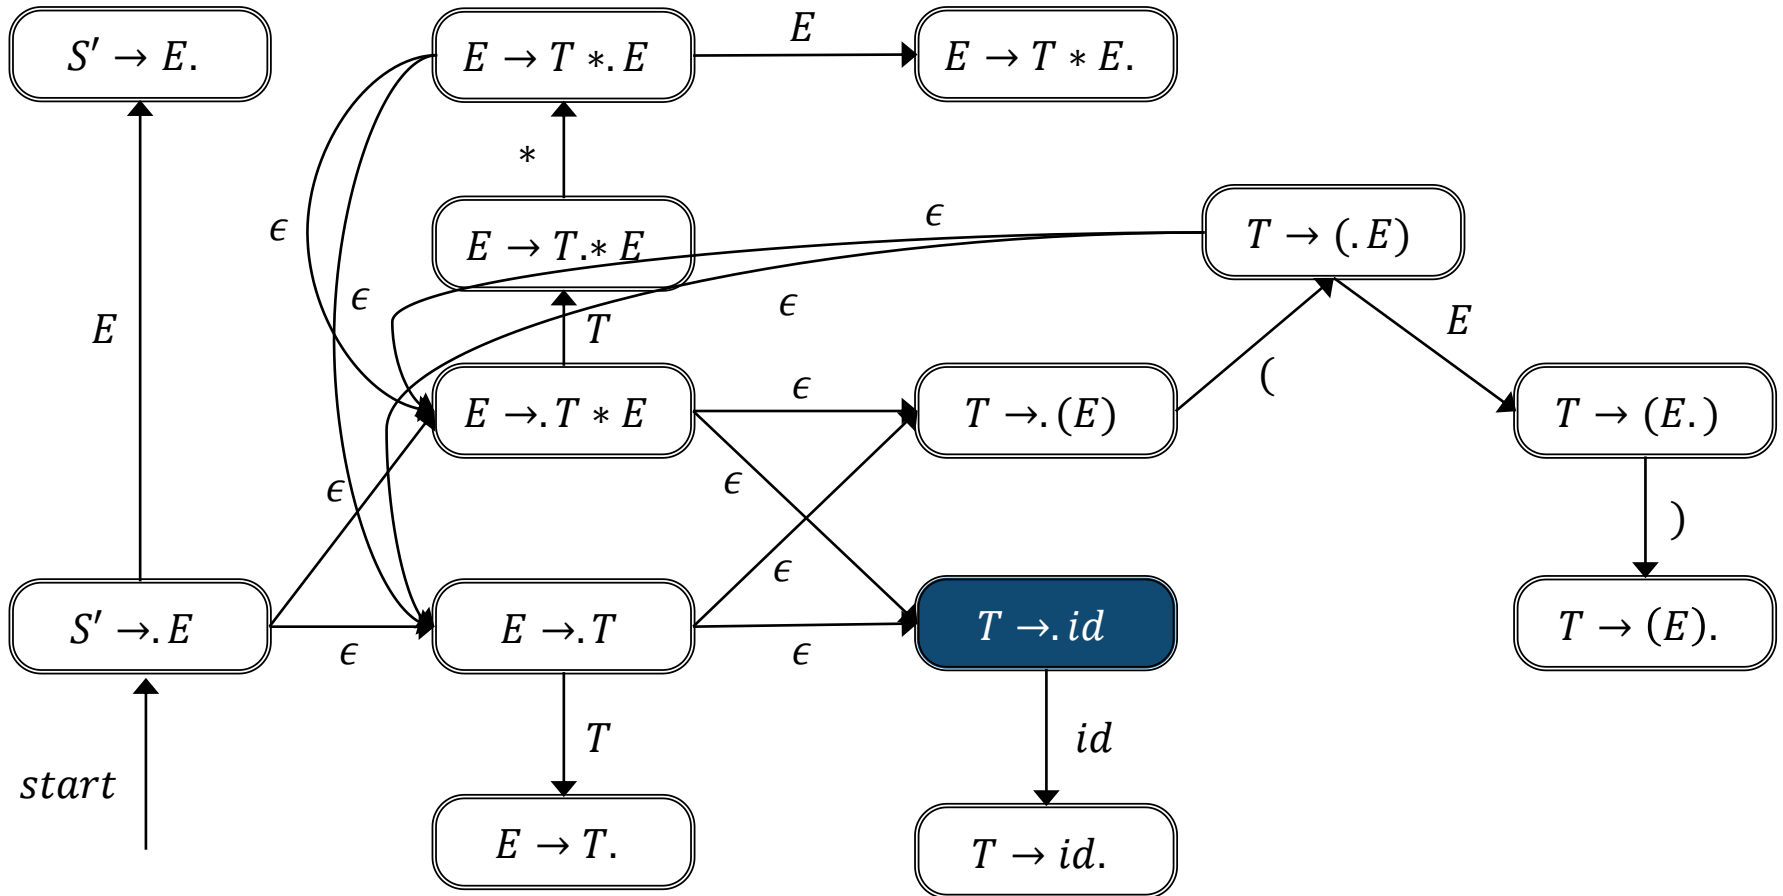 S′ → E.
E → T ∗. E
E
E → T ∗ E.
∗
ϵ
E → T.∗ E
ϵ
T → (. E)
ϵ
ϵ
E
T
E
E →. T ∗ E
ϵ
T →. (E)
(
T → (E.)
ϵ
ϵ
)
ϵ
S′ →. E
ϵ
E →. T
ϵ
T →. id
T → (E).
start
T
id
E → T.
T → id.